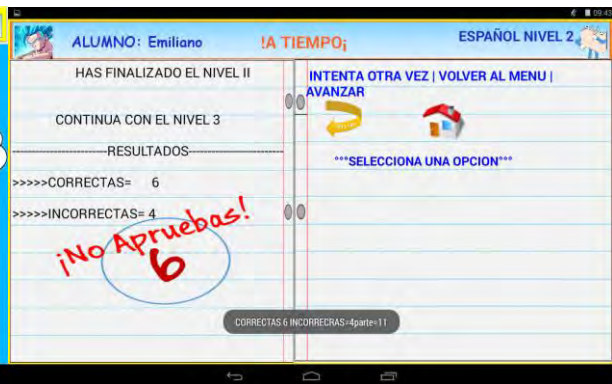 09:43
ALUMNO: Emiliano
!A TIEMPO¡
ESPAÑOL NIVEL 2
HAS FINALIZADO EL NIVEL II
CONTINUA CON EL NIVEL 3
RESULTADOS
>>>>>CORRECTAS= 6
>>>>>INCORRECTAS= 4
¡No Apruebas!
6
INTENTA OTRA VEZ | VOLVER AL MENU |
AVANZAR
°°°SELECCIONA UNA OPCION°°°
CORRECTAS 6 INCORRECRAS=4parte=11